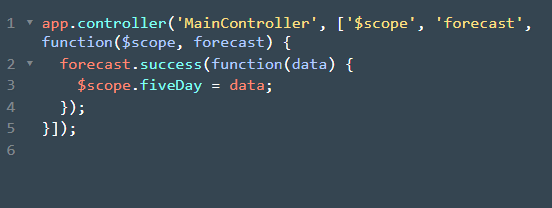 1 app.controller('MainController', ['$scope', 'forecast',
function($scope, forecast) {
2   forecast.success(function(data) {
3     $scope.fiveDay = data;
4   });
5 }]);
6